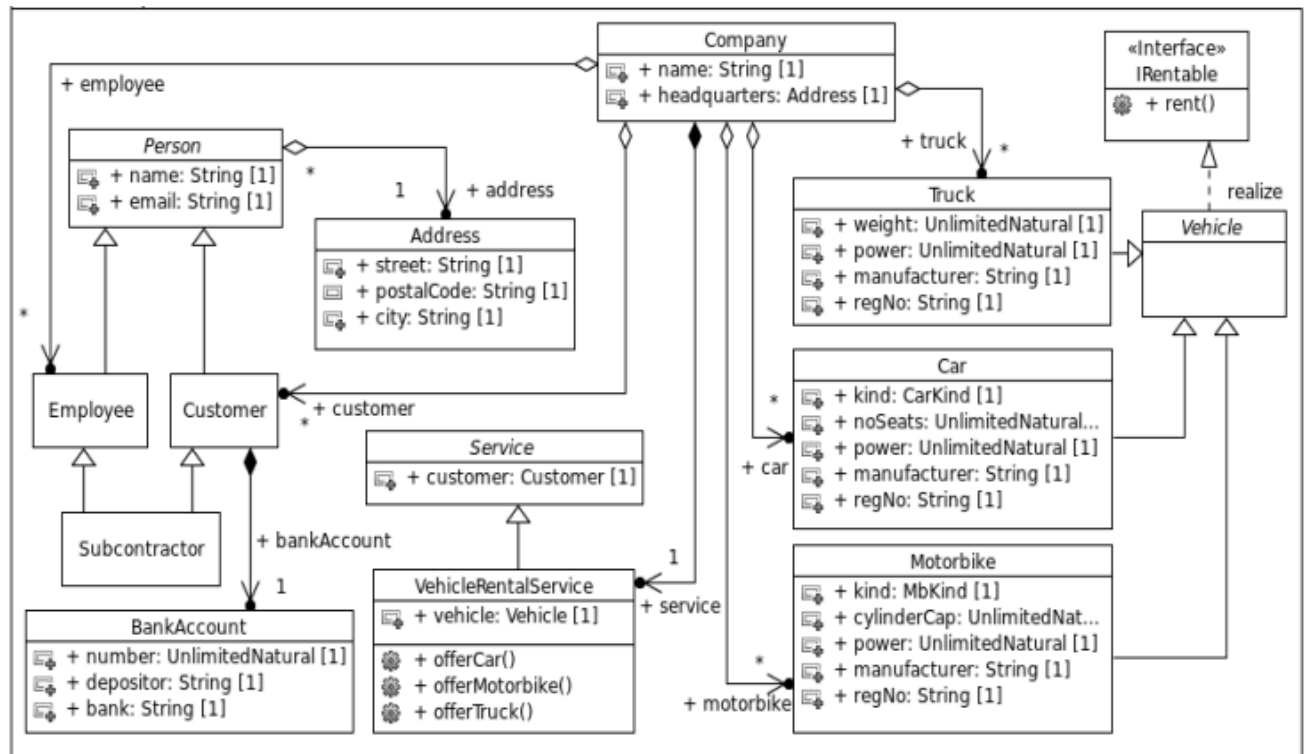 Company
+ name: String [1]
+ headquarters: Address [1]
«Interface»
IRentable
+ rent()
+ employee
+ truck
*
Person
+ name: String [1]
+ email: String [1]
*
1
+ address
Address
+ street: String [1]
+ postalCode: String [1]
+ city: String [1]
Truck
+ weight: UnlimitedNatural [1]
+ power: UnlimitedNatural [1]
+ manufacturer: String [1]
+ regNo: String [1]
realize
Vehicle
*
Employee
Customer
+ customer
*
Car
+ kind: CarKind [1]
+ noSeats: UnlimitedNatural...
+ power: UnlimitedNatural [1]
+ manufacturer: String [1]
+ regNo: String [1]
*
+ car
Service
+ customer: Customer [1]
Subcontractor
+ bankAccount
1
BankAccount
+ number: UnlimitedNatural [1]
+ depositor: String [1]
+ bank: String [1]
VehicleRentalService
+ vehicle: Vehicle [1]
+ offerCar()
+ offerMotorbike()
+ offerTruck()
1
+ service
*
+ motorbike
Motorbike
+ kind: MbKind [1]
+ cylinderCap: UnlimitedNat...
+ power: UnlimitedNatural [1]
+ manufacturer: String [1]
+ regNo: String [1]